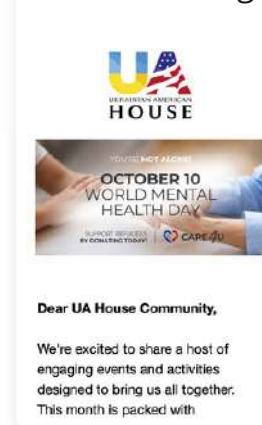 UA
UKRAINIAN AMERICAN
HOUSE
YOU'RE NOT ALONE
OCTOBER 10
WORLD MENTAL
HEALTH DAY
SUPPORT REFUGEES
BY DONATING TODAY!
CARE4U
Dear UA House Community,
We're excited to share a host of
engaging events and activities
designed to bring us all together.
This month is packed with